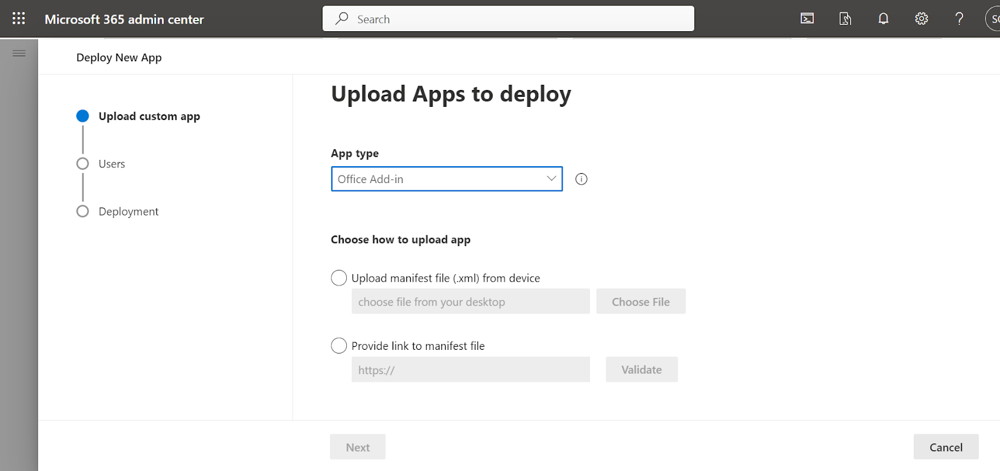 Microsoft 365 admin center
Search
?
Deploy New App
Upload custom app
Users
Deployment
Upload Apps to deploy
App type
Office Add-in
Choose how to upload app
Upload manifest file (.xml) from device
choose file from your desktop
Choose File
Provide link to manifest file
https://
Validate
Next
Cancel